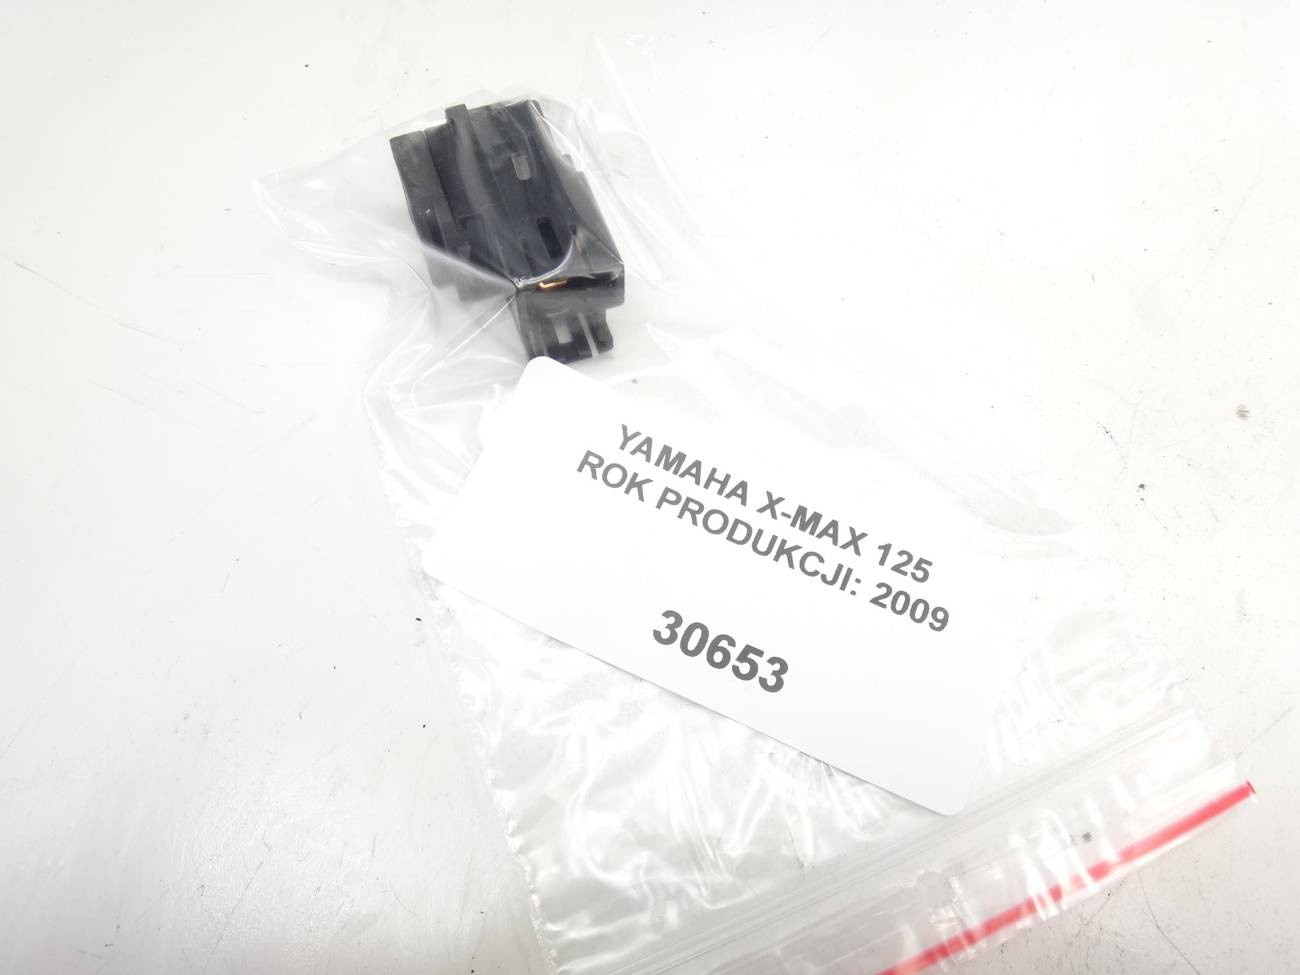 YAMAHA X-MAX 125
ROK PRODUKCJI: 2009
30653